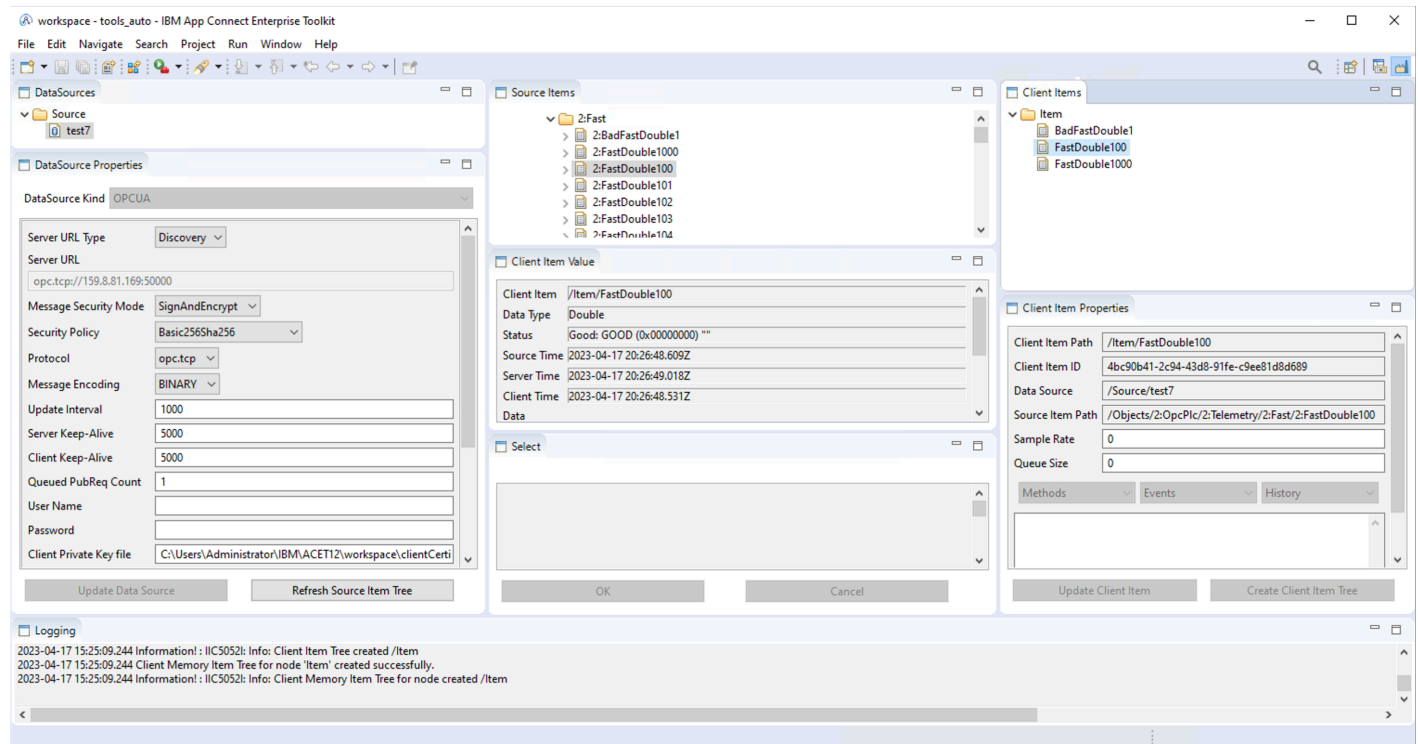 workspace - tools_auto - IBM App Connect Enterprise Toolkit
File Edit Navigate Search Project Run Window Help
DataSources
Source
test7
DataSource Properties
DataSource Kind OPCUA
Server URL Type Discovery
Server URL
opc.tcp://159.8.81.169:50000
Message Security Mode SignAndEncrypt
Security Policy Basic256Sha256
Protocol opc.tcp
Message Encoding BINARY
Update Interval 1000
Server Keep-Alive 5000
Client Keep-Alive 5000
Queued PubReq Count 1
User Name
Password
Client Private Key file C:\Users\Administrator\IBM\ACET12\workspace\clientCerti
Update Data Source Refresh Source Item Tree
Source Items
2:Fast
2:BadFastDouble1
2:FastDouble1000
2:FastDouble100
2:FastDouble101
2:FastDouble102
2:FastDouble103
2:FastDouble104
Client Item Value
Client Item /Item/FastDouble100
Data Type Double
Status Good: GOOD (0x00000000) ""
Source Time 2023-04-17 20:26:48.609Z
Server Time 2023-04-17 20:26:49.018Z
Client Time 2023-04-17 20:26:48.531Z
Data
Select
OK Cancel
Client Items
Item
BadFastDouble1
FastDouble100
FastDouble1000
Client Item Properties
Client Item Path /Item/FastDouble100
Client Item ID 4bc90b41-2c94-43d8-91fe-c9ee81d8d689
Data Source /Source/test7
Source Item Path /Objects/2:OpcPlc/2:Telemetry/2:Fast/2:FastDouble100
Sample Rate 0
Queue Size 0
Methods Events History
Update Client Item Create Client Item Tree
Logging
2023-04-17 15:25:09.244 Information! : IIC5052I: Info: Client Item Tree created /Item
2023-04-17 15:25:09.244 Client Memory Item Tree for node 'Item' created successfully.
2023-04-17 15:25:09.244 Information! : IIC5052I: Info: Client Memory Item Tree for node created /Item